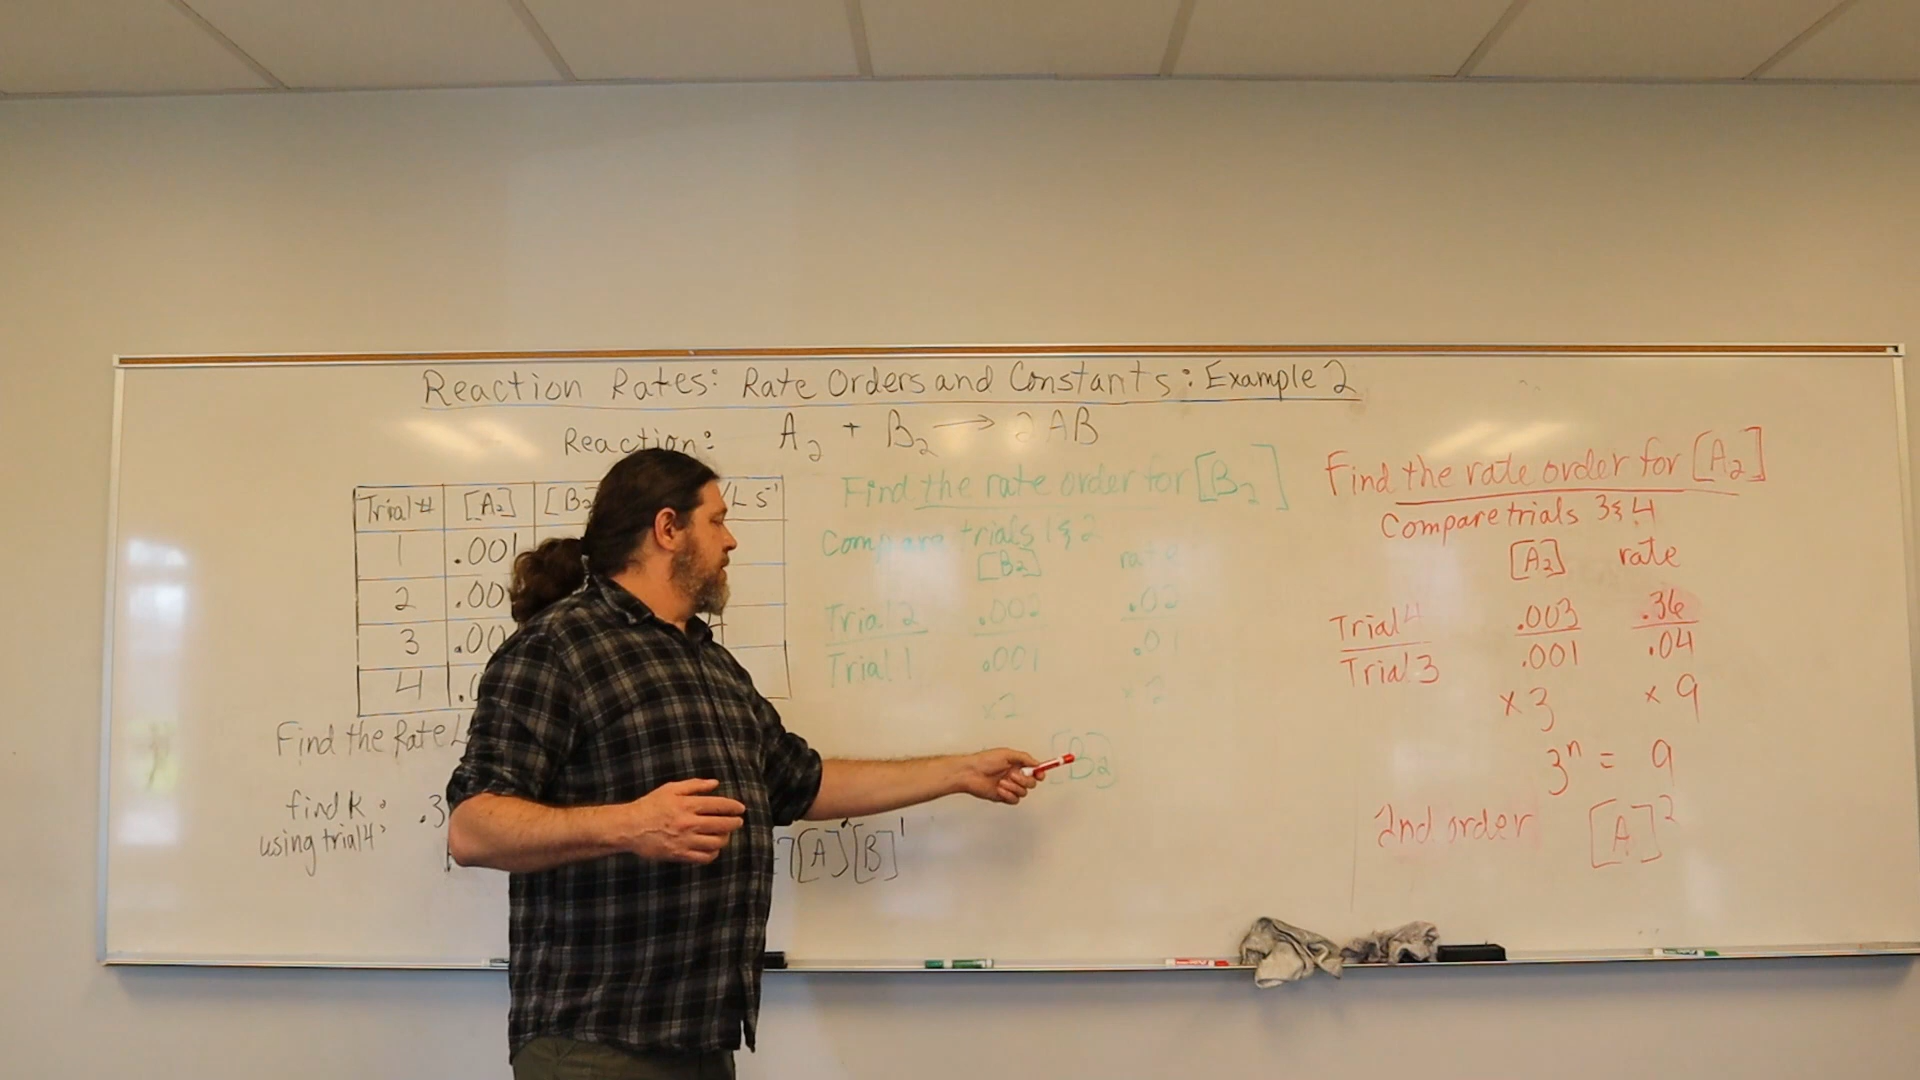 Reaction Rates: Rate Orders and Constants: Example 2
Reaction: A₂ + B₂ → 2AB
Trial # [A₂] [B₂ /L s⁻¹
1 .001
2 .00
3 .00
4
Find the Rate
find k: .3
using trial 4:
[A]² [B]¹
Find the rate order for [B₂]
Compare trials 1 & 2
[B₂] rate
Trial 2 .002 .02
Trial 1 .001 .01
x2 x2
[B₂]
Find the rate order for [A₂]
Compare trials 3 & 4
[A₂] rate
Trial 4 .003 .36
Trial 3 .001 .04
x 3 x 9
3ⁿ = 9
2nd order [A]²